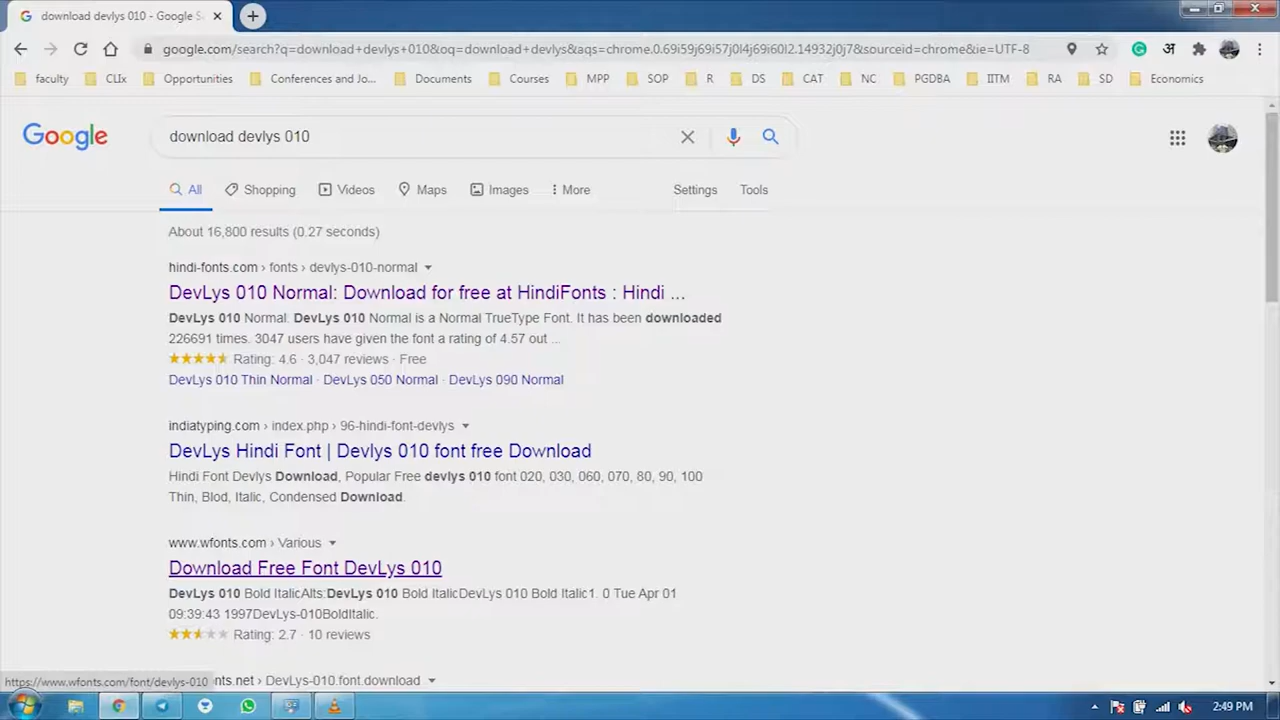 download devlys 010 - Google S
google.com/search?q=download+devlys+010&oq=download+devlys&aqs=chrome.0.69i59j69i57j0l4j69i60l2.14932j0j7&sourceid=chrome&ie=UTF-8
अ
faculty CLIx Opportunities Conferences and Jo... Documents Courses MPP SOP R DS CAT NC PGDBA IITM RA SD Economics
Google
download devlys 010
All Shopping Videos Maps Images More Settings Tools
About 16,800 results (0.27 seconds)
hindi-fonts.com › fonts › devlys-010-normal
DevLys 010 Normal: Download for free at HindiFonts : Hindi ...
DevLys 010 Normal: DevLys 010 Normal is a Normal TrueType Font. It has been downloaded
226691 times. 3047 users have given the font a rating of 4.57 out ...
Rating: 4.6 · 3,047 reviews · Free
DevLys 010 Thin Normal · DevLys 050 Normal · DevLys 090 Normal
indiatyping.com › index.php › 96-hindi-font-devlys
DevLys Hindi Font | Devlys 010 font free Download
Hindi Font Devlys Download, Popular Free devlys 010 font 020, 030, 060, 070, 80, 90, 100
Thin, Blod, Italic, Condensed Download.
www.wfonts.com › Various
Download Free Font DevLys 010
DevLys 010 Bold ItalicAlts:DevLys 010 Bold ItalicDevLys 010 Bold Italic1. 0 Tue Apr 01
09:39:43 1997DevLys-010BoldItalic.
Rating: 2.7 · 10 reviews
https://www.wfonts.com/font/devlys-010 nts.net › DevLys-010.font.download
2:49 PM